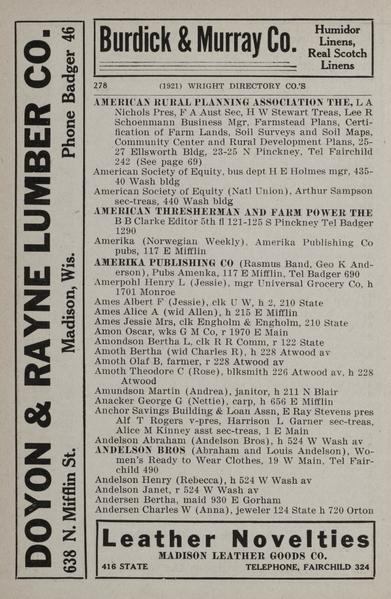 DOYON & RAYNE LUMBER CO.
638 N. Mifflin St. Madison, Wis. Phone Badger 46
Burdick & Murray Co.
Humidor
Linens,
Real Scotch
Linens
278 (1921) WRIGHT DIRECTORY CO.'S
AMERICAN RURAL PLANNING ASSOCIATION THE, L A
Nichols Pres, F A Aust Sec, H W Stewart Treas, Lee R
Schoenmann Business Mgr, Farmstead Plans, Certi-
fication of Farm Lands, Soil Surveys and Soil Maps,
Community Center and Rural Development Plans, 25-
27 Ellsworth Bldg, 23-25 N Pinckney, Tel Fairchild
242 (See page 69)
American Society of Equity, bus dept H E Holmes mgr, 435-
40 Wash bldg
American Society of Equity (Natl Union), Arthur Sampson
sec-treas, 440 Wash bldg
AMERICAN THRESHERMAN AND FARM POWER THE
B B Clarke Editor 5th fl 121-125 S Pinckney Tel Badger
1290
Amerika (Norwegian Weekly), Amerika Publishing Co
pubs, 117 E Mifflin
AMERIKA PUBLISHING CO (Rasmus Band, Geo K And-
erson), Pubs Amenka, 117 E Mifflin, Tel Badger 690
Amerpohl Henry L (Jessie), mgr Universal Grocery Co, h
1701 Monroe
Ames Albert F (Jessie), clk U W, h 2, 210 State
Ames Alice A (wid Allen), h 215 E Mifflin
Ames Jessie Mrs, clk Engholm & Engholm, 210 State
Amon Oscar, wks G M Co, r 1970 E Main
Amondson Bertha L, clk R R Comm, r 122 State
Amoth Bertha (wid Charles R), h 228 Atwood av
Amoth Olaf B, farmer, r 228 Atwood av
Amoth Theodore C (Rose), blksmith 226 Atwood av, h 228
Atwood
Amundson Martin (Andrea), janitor, h 211 N Blair
Anacker George G (Nettie), carp, h 656 E Mifflin
Anchor Savings Building & Loan Assn, E Ray Stevens pres
Alf T Rogers v-pres, Harrison L Garner sec-treas,
Alice M Kinney asst sec-treas, 1 E Main
Andelson Abraham (Andelson Bros), h 524 W Wash av
ANDELSON BROS (Abraham and Louis Andelson), Wo-
men's Ready to Wear Clothes, 19 W Main, Tel Fair-
child 490
Andelson Henry (Rebecca), h 524 W Wash av
Andelson Janet, r 524 W Wash av
Andersen Bertha, maid 930 E Gorham
Andersen Charles W (Anna), jeweler 124 State h 720 Orton
Leather Novelties
MADISON LEATHER GOODS CO.
416 STATE TELEPHONE, FAIRCHILD 324